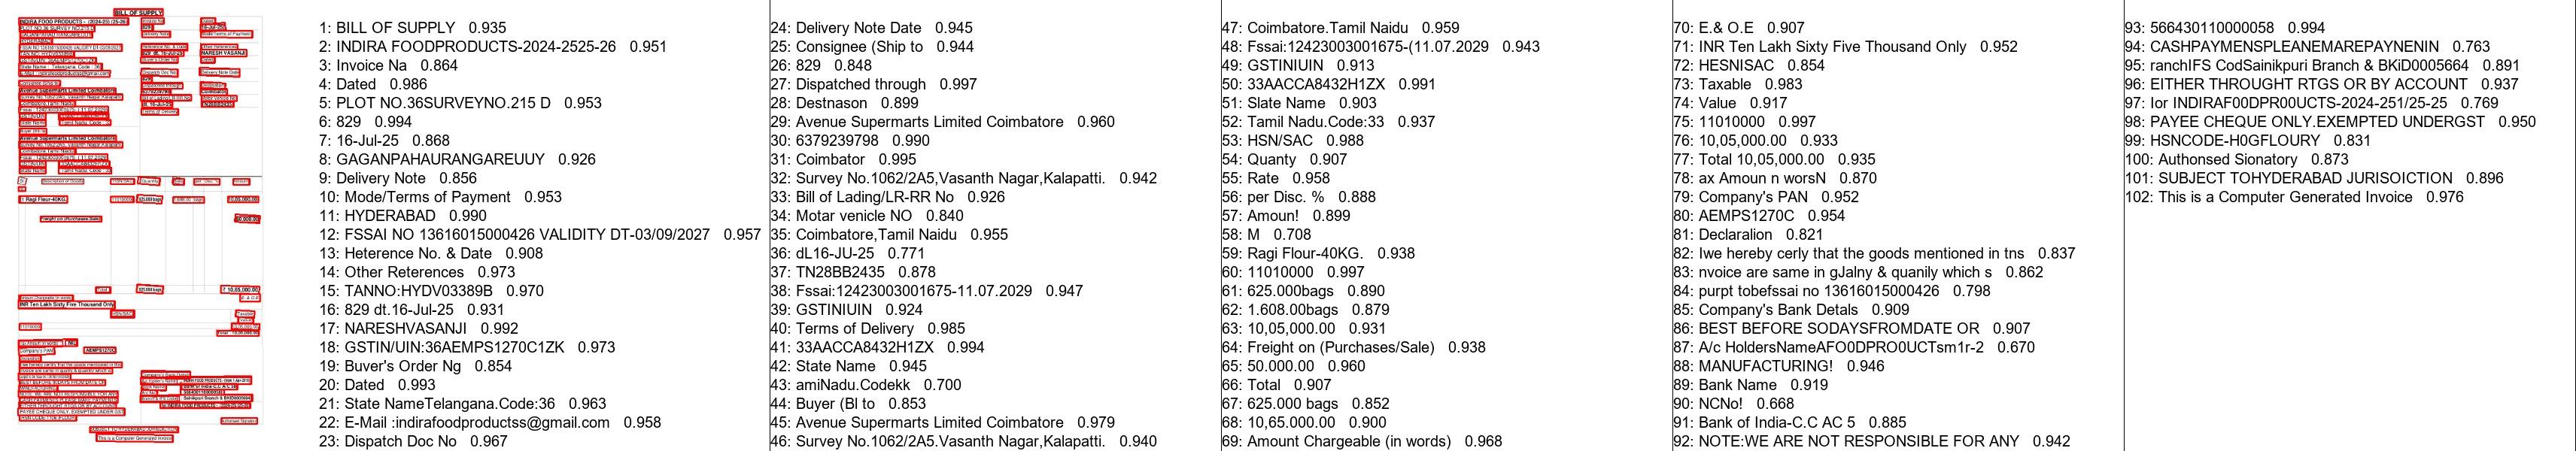 1: BILL OF SUPPLY 0.935
2: INDIRA FOODPRODUCTS-2024-2525-26 0.951
3: Invoice Na 0.864
4: Dated 0.986
5: PLOT NO.36SURVEYNO.215 D 0.953
6: 829 0.994
7: 16-Jul-25 0.868
8: GAGANPAHAURANGAREUUY 0.926
9: Delivery Note 0.856
10: Mode/Terms of Payment 0.953
11: HYDERABAD 0.990
12: FSSAI NO 13616015000426 VALIDITY DT-03/09/2027 0.957
13: Heterence No. & Date 0.908
14: Other Reterences 0.973
15: TANNO:HYDV03389B 0.970
16: 829 dt.16-Jul-25 0.931
17: NARESHVASANJI 0.992
18: GSTIN/UIN:36AEMPS1270C1ZK 0.973
19: Buyer's Order Ng 0.854
20: Dated 0.993
21: State NameTelangana.Code:36 0.963
22: E-Mail :indirafoodproductss@gmail.com 0.958
23: Dispatch Doc No 0.967
24: Delivery Note Date 0.945
25: Consignee (Ship to 0.944
26: 829 0.848
27: Dispatched through 0.997
28: Destnason 0.899
29: Avenue Supermarts Limited Coimbatore 0.960
30: 6379239798 0.990
31: Coimbator 0.995
32: Survey No.1062/2A5,Vasanth Nagar,Kalapatti. 0.942
33: Bill of Lading/LR-RR No 0.926
34: Motar venicle NO 0.840
35: Coimbatore,Tamil Naidu 0.955
36: dL16-JU-25 0.771
37: TN28BB2435 0.878
38: Fssai:12423003001675-11.07.2029 0.947
39: GSTINIUIN 0.924
40: Terms of Delivery 0.985
41: 33AACCA8432H1ZX 0.994
42: State Name 0.945
43: amiNadu.Codekk 0.700
44: Buyer (Bl to 0.853
45: Avenue Supermarts Limited Coimbatore 0.979
46: Survey No.1062/2A5.Vasanth Nagar,Kalapatti. 0.940
47: Coimbatore.Tamil Naidu 0.959
48: Fssai:12423003001675-(11.07.2029 0.943
49: GSTINIUIN 0.913
50: 33AACCA8432H1ZX 0.991
51: Slate Name 0.903
52: Tamil Nadu.Code:33 0.937
53: HSN/SAC 0.988
54: Quanty 0.907
55: Rate 0.958
56: per Disc. % 0.888
57: Amoun! 0.899
58: M 0.708
59: Ragi Flour-40KG. 0.938
60: 11010000 0.997
61: 625.000bags 0.890
62: 1.608.00bags 0.879
63: 10,05,000.00 0.931
64: Freight on (Purchases/Sale) 0.938
65: 50.000.00 0.960
66: Total 0.907
67: 625.000 bags 0.852
68: 10,65,000.00 0.900
69: Amount Chargeable (in words) 0.968
70: E.& O.E 0.907
71: INR Ten Lakh Sixty Five Thousand Only 0.952
72: HESNISAC 0.854
73: Taxable 0.983
74: Value 0.917
75: 11010000 0.997
76: 10,05,000.00 0.933
77: Total 10,05,000.00 0.935
78: ax Amoun n worsN 0.870
79: Company's PAN 0.952
80: AEMPS1270C 0.954
81: Declaralion 0.821
82: Iwe hereby cerly that the goods mentioned in tns 0.837
83: nvoice are same in gJalny & quanily which s 0.862
84: purpt tobefssai no 13616015000426 0.798
85: Company's Bank Detals 0.909
86: BEST BEFORE SODAYSFROMDATE OR 0.907
87: A/c HoldersNameAFO0DPRO0UCTsm1r-2 0.670
88: MANUFACTURING! 0.946
89: Bank Name 0.919
90: NCNo! 0.668
91: Bank of India-C.C AC 5 0.885
92: NOTE:WE ARE NOT RESPONSIBLE FOR ANY 0.942
93: 566430110000058 0.994
94: CASHPAYMENSPLEANEMAREPAYNENIN 0.763
95: ranchIFS CodSainikpuri Branch & BKiD0005664 0.891
96: EITHER THROUGHT RTGS OR BY ACCOUNT 0.937
97: Ior INDIRAF00DPR00UCTS-2024-251/25-25 0.769
98: PAYEE CHEQUE ONLY.EXEMPTED UNDERGST 0.950
99: HSNCODE-H0GFLOURY 0.831
100: Authonsed Sionatory 0.873
101: SUBJECT TOHYDERABAD JURISOICTION 0.896
102: This is a Computer Generated Invoice 0.976